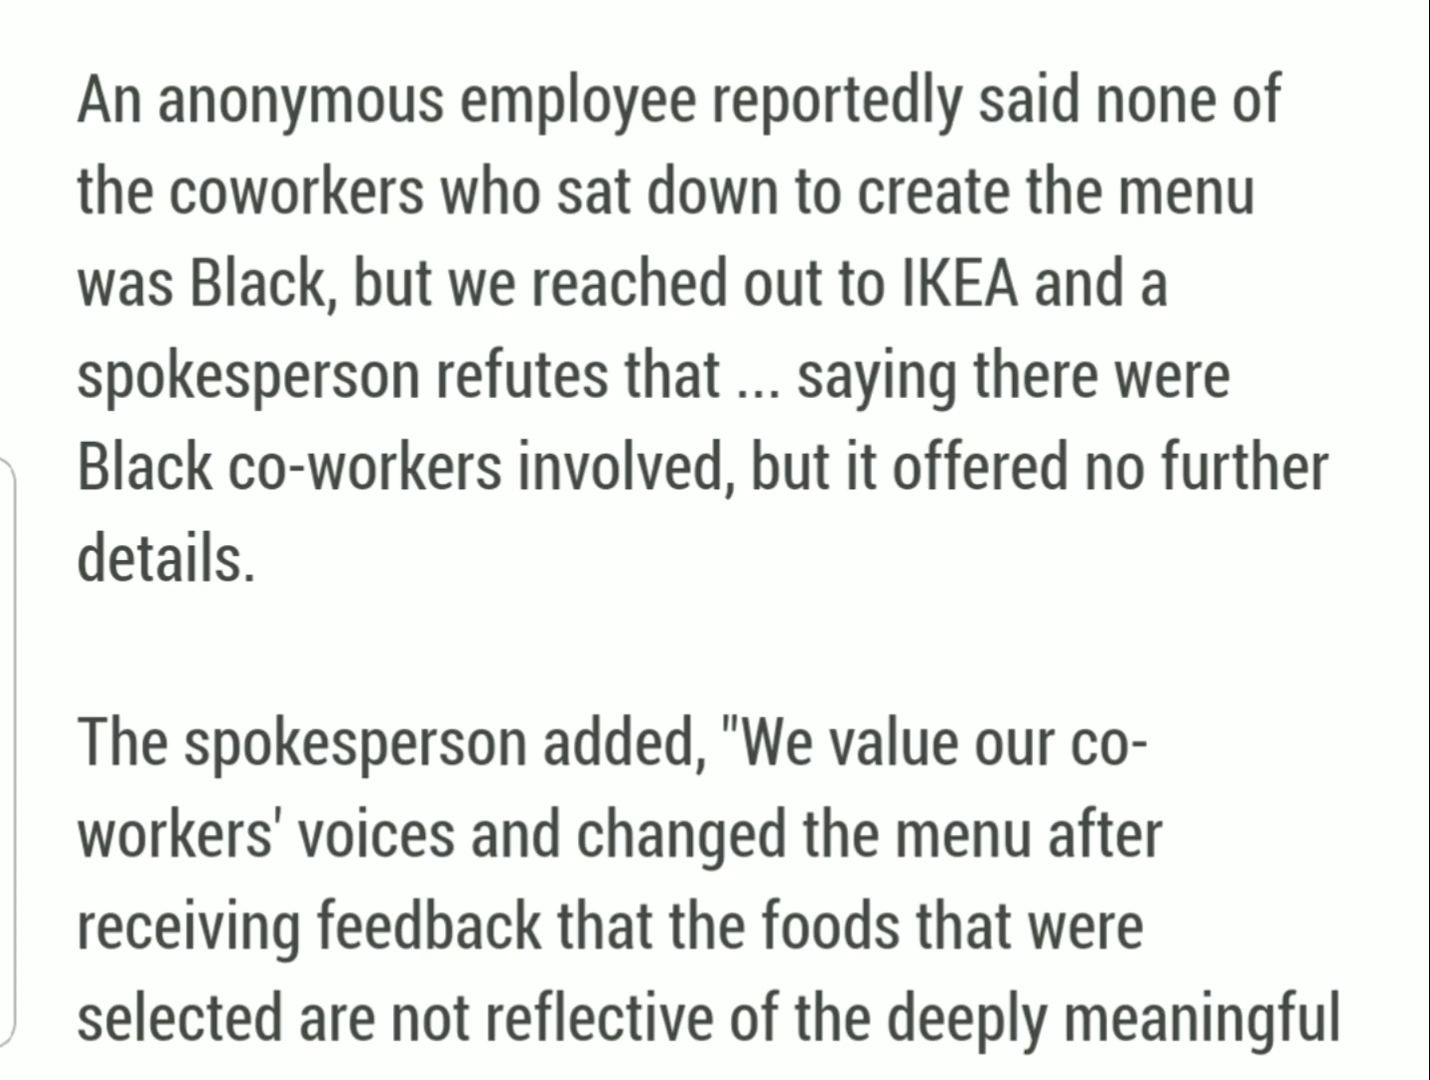 An anonymous employee reportedly said none of
the coworkers who sat down to create the menu
was Black, but we reached out to IKEA and a
spokesperson refutes that ... saying there were
Black co-workers involved, but it offered no further
details.
The spokesperson added, "We value our co-
workers' voices and changed the menu after
receiving feedback that the foods that were
selected are not reflective of the deeply meaningful